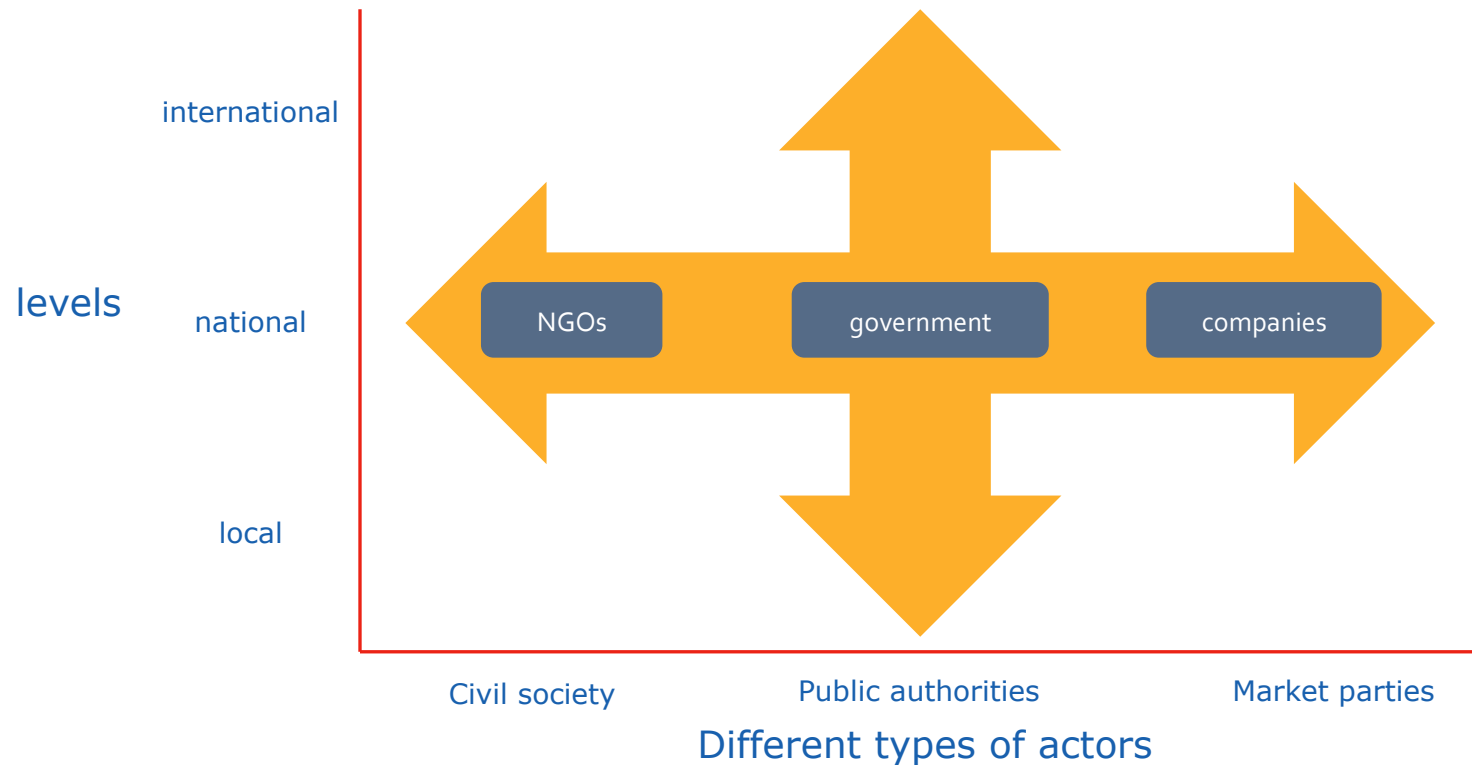 international
levels
national
NGOs
government
companies
local
Civil society
Public authorities
Market parties
Different types of actors